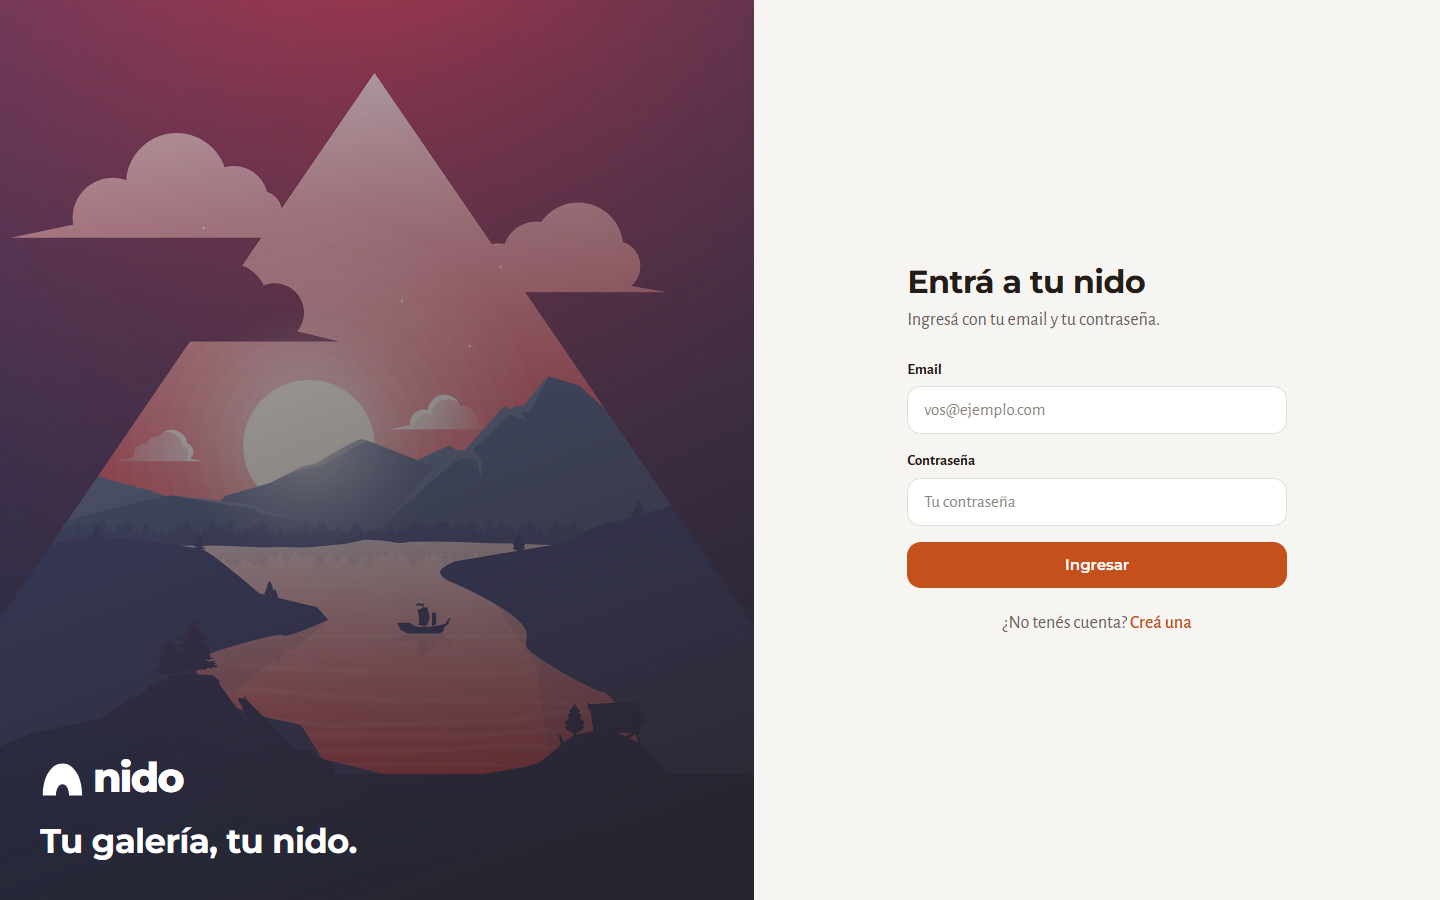 nido
Tu galería, tu nido.
Entrá a tu nido
Ingresá con tu email y tu contraseña.
Email
vos@ejemplo.com
Contraseña
Tu contraseña
Ingresar
¿No tenés cuenta? Creá una